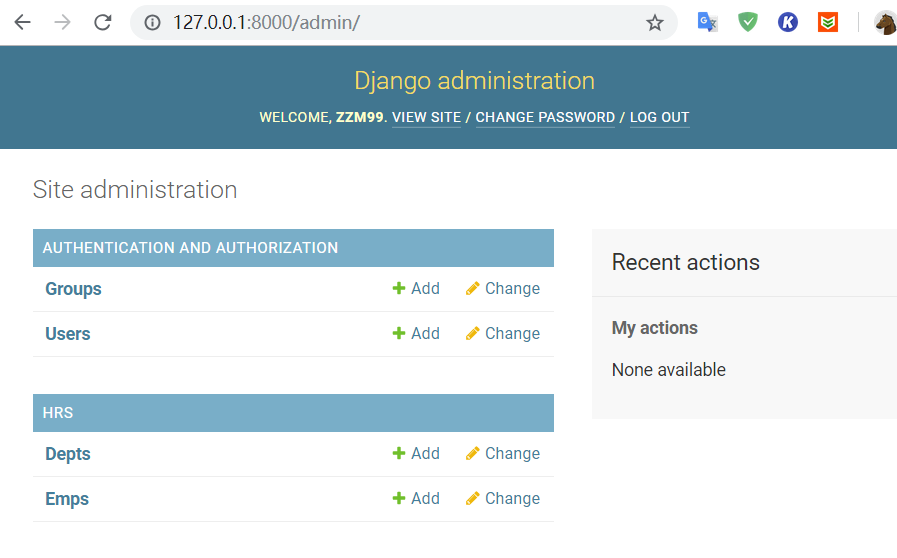 127.0.0.1:8000/admin/
Django administration
WELCOME, ZZM99. VIEW SITE / CHANGE PASSWORD / LOG OUT
Site administration
AUTHENTICATION AND AUTHORIZATION
Groups Add Change
Users Add Change
HRS
Depts Add Change
Emps Add Change
Recent actions
My actions
None available